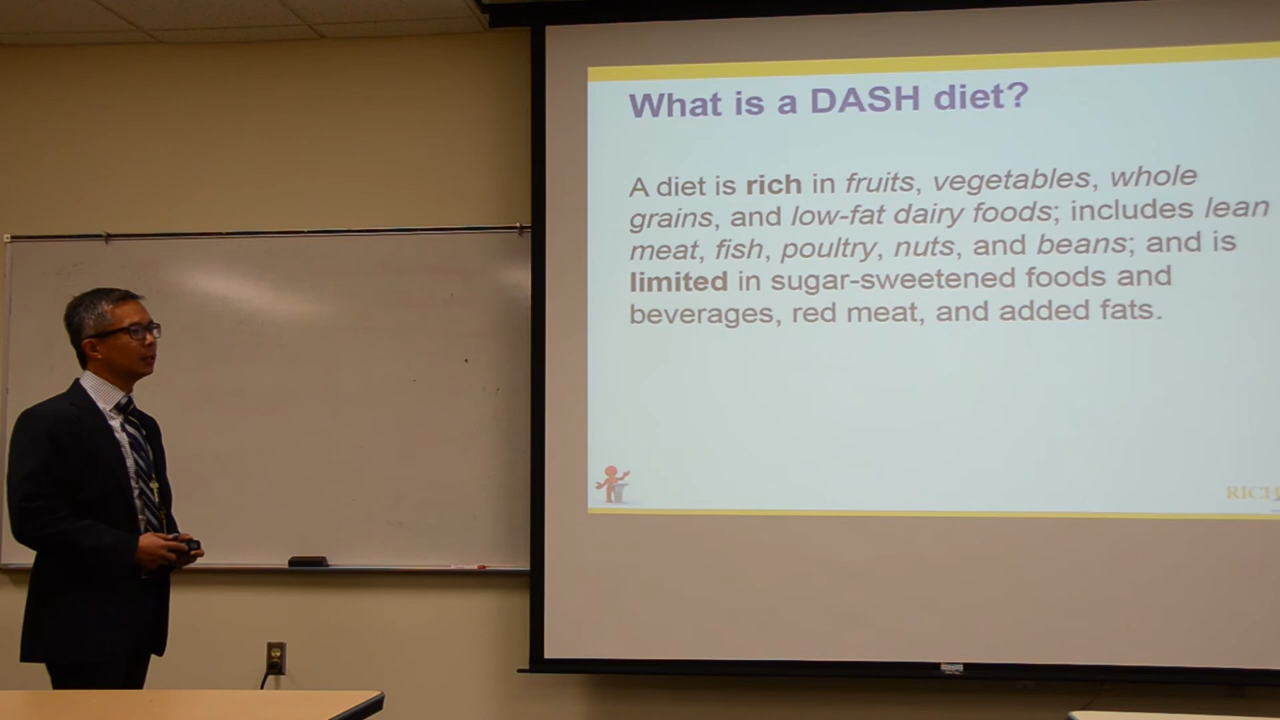 What is a DASH diet?
A diet is rich in fruits, vegetables, whole
grains, and low-fat dairy foods; includes lean
meat, fish, poultry, nuts, and beans; and is
limited in sugar-sweetened foods and
beverages, red meat, and added fats.